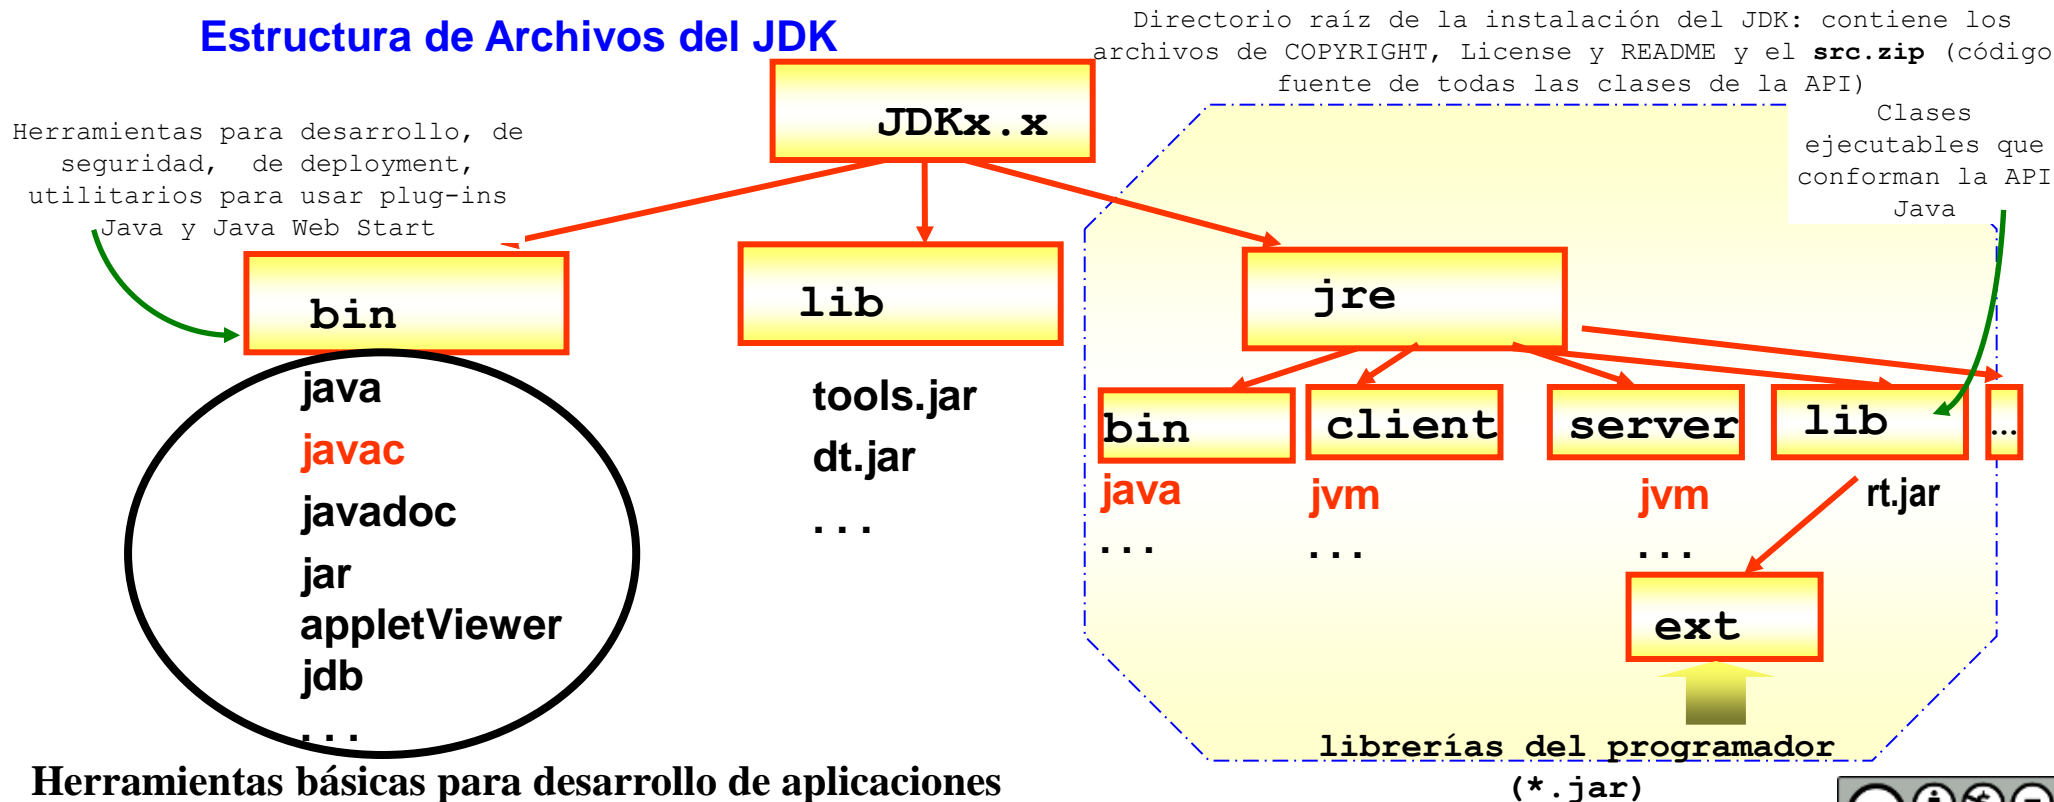 Estructura de Archivos del JDK
Directorio raíz de la instalación del JDK: contiene los
archivos de COPYRIGHT, License y README y el src.zip (código
fuente de todas las clases de la API)
JDKx.x
Herramientas para desarrollo, de
seguridad, de deployment,
utilitarios para usar plug-ins
Java y Java Web Start
Clases
ejecutables que
conforman la API
Java
bin
lib
jre
java
javac
javadoc
jar
appletViewer
jdb
. . .
tools.jar
dt.jar
. . .
bin
client
server
lib
...
java
...
jvm
...
jvm
...
rt.jar
ext
librerías del programador
(*.jar)
Herramientas básicas para desarrollo de aplicaciones